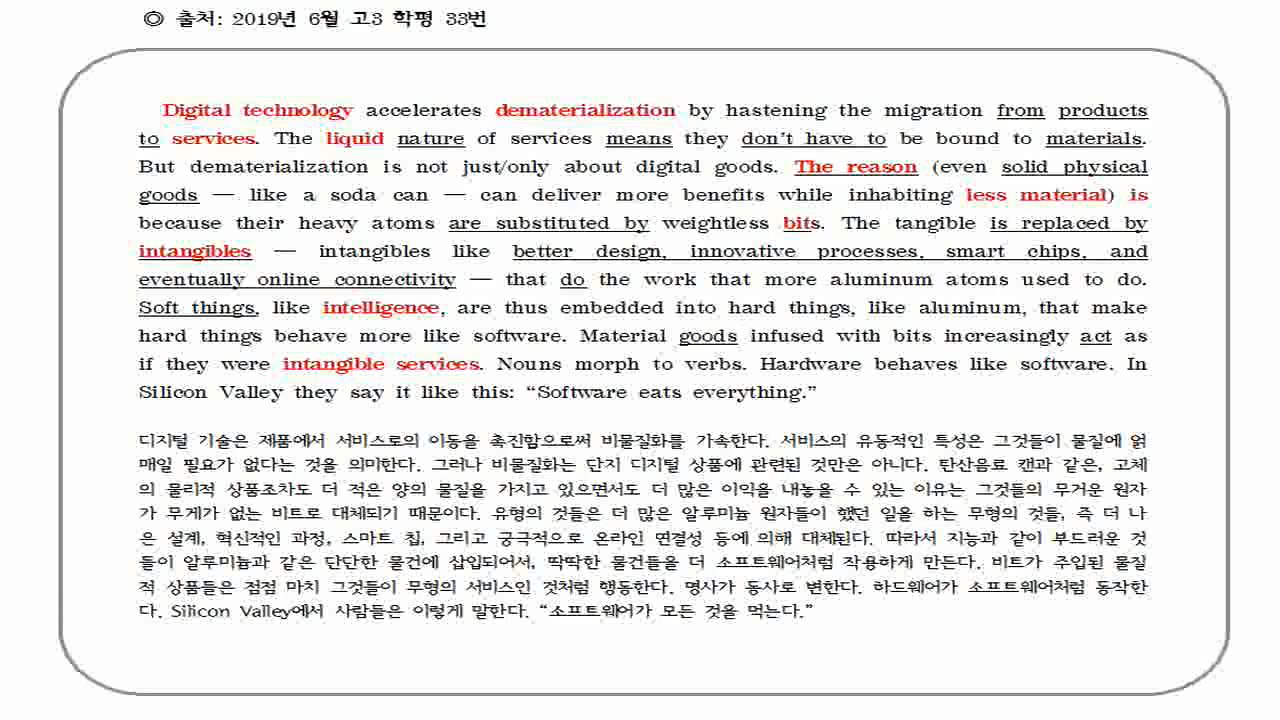 ◎ 출처: 2019년 6월 고3 학평 33번
Digital technology accelerates dematerialization by hastening the migration from products
to services. The liquid nature of services means they don't have to be bound to materials.
But dematerialization is not just/only about digital goods. The reason (even solid physical
goods — like a soda can — can deliver more benefits while inhabiting less material) is
because their heavy atoms are substituted by weightless bits. The tangible is replaced by
intangibles — intangibles like better design, innovative processes, smart chips, and
eventually online connectivity — that do the work that more aluminum atoms used to do.
Soft things, like intelligence, are thus embedded into hard things, like aluminum, that make
hard things behave more like software. Material goods infused with bits increasingly act as
if they were intangible services. Nouns morph to verbs. Hardware behaves like software. In
Silicon Valley they say it like this: “Software eats everything.”
디지털 기술은 제품에서 서비스로의 이동을 촉진함으로써 비물질화를 가속한다. 서비스의 유동적인 특성은 그것들이 물질에 얽
매일 필요가 없다는 것을 의미한다. 그러나 비물질화는 단지 디지털 상품에 관련된 것만은 아니다. 탄산음료 캔과 같은, 고체
의 물리적 상품조차도 더 적은 양의 물질을 가지고 있으면서도 더 많은 이익을 내놓을 수 있는 이유는 그것들의 무거운 원자
가 무게가 없는 비트로 대체되기 때문이다. 유형의 것들은 더 많은 알루미늄 원자들이 했던 일을 하는 무형의 것들, 즉 더 나
은 설계, 혁신적인 과정, 스마트 칩, 그리고 궁극적으로 온라인 연결성 등에 의해 대체된다. 따라서 지능과 같이 부드러운 것
들이 알루미늄과 같은 단단한 물건에 삽입되어서, 딱딱한 물건들을 더 소프트웨어처럼 작용하게 만든다. 비트가 주입된 물질
적 상품들은 점점 마치 그것들이 무형의 서비스인 것처럼 행동한다. 명사가 동사로 변한다. 하드웨어가 소프트웨어처럼 동작한
다. Silicon Valley에서 사람들은 이렇게 말한다. “소프트웨어가 모든 것을 먹는다.”